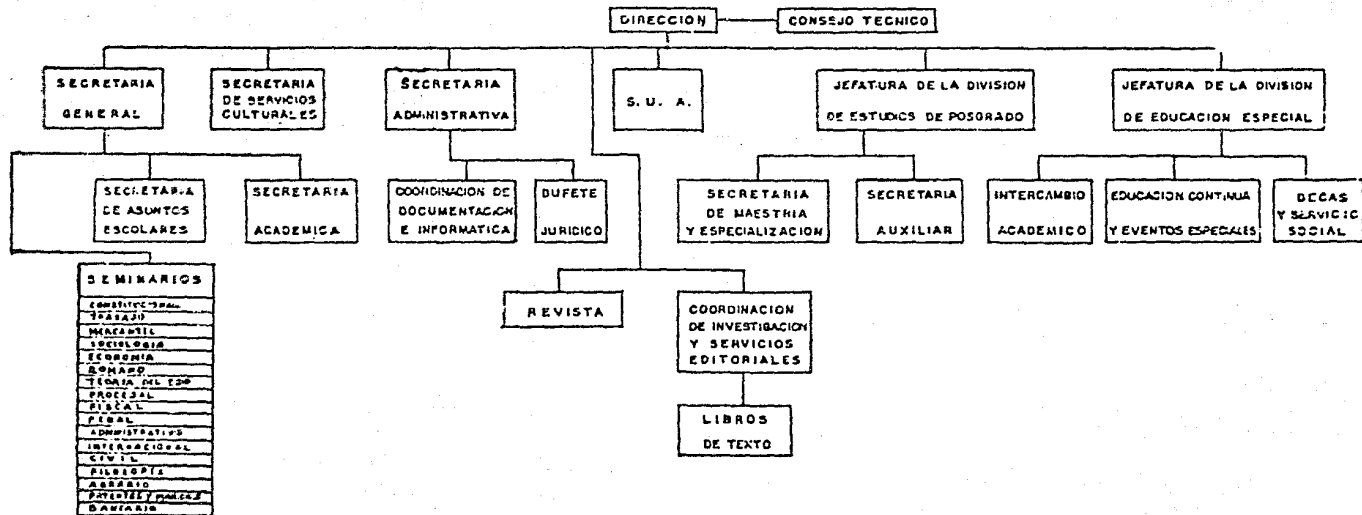 DIRECCION
CONSEJO TECNICO
SECRETARIA
GENERAL
SECRETARIA
DE SERVICIOS
CULTURALES
SECRETARIA
ADMINISTRATIVA
S. U. A.
JEFATURA DE LA DIVISION
DE ESTUDIOS DE POSGRADO
JEFATURA DE LA DIVISION
DE EDUCACION ESPECIAL
SECRETARIA
DE ASUNTOS
ESCOLARES
SECRETARIA
ACADEMICA
COORDINACION DE
DOCUMENTACION
E INFORMATICA
BUFETE
JURIDICO
SECRETARIA
DE MAESTRIA
Y ESPECIALIZACION
SECRETARIA
AUXILIAR
INTERCAMBIO
ACADEMICO
EDUCACION CONTINUA
Y EVENTOS ESPECIALES
BECAS
Y SERVICIO
SOCIAL
SEMINARIOS
CONSTITUCIONAL
TRABAJO
MERCANTIL
SOCIOLOGIA
ECONOMIA
ROMANO
TEORIA DEL EDO
PROCESAL
FISCAL
PENAL
ADMINISTRATIVO
INTERNACIONAL
CIVIL
FILOSOFIA
AGRARIO
PATENTES Y MARCAS
BANCARIO
REVISTA
COORDINACION
DE INVESTIGACION
Y SERVICIOS
EDITORIALES
LIBROS
DE TEXTO